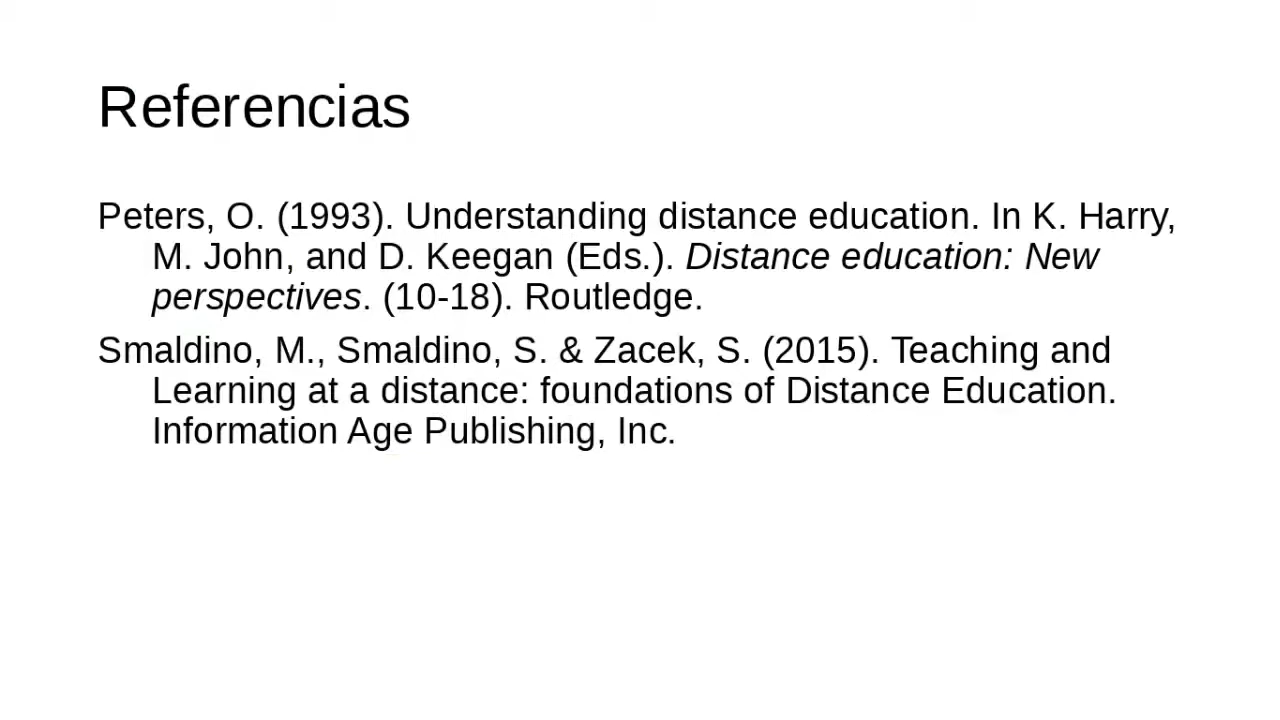 Referencias
Peters, O. (1993). Understanding distance education. In K. Harry,
M. John, and D. Keegan (Eds.). Distance education: New
perspectives. (10-18). Routledge.
Smaldino, M., Smaldino, S. & Zacek, S. (2015). Teaching and
Learning at a distance: foundations of Distance Education.
Information Age Publishing, Inc.